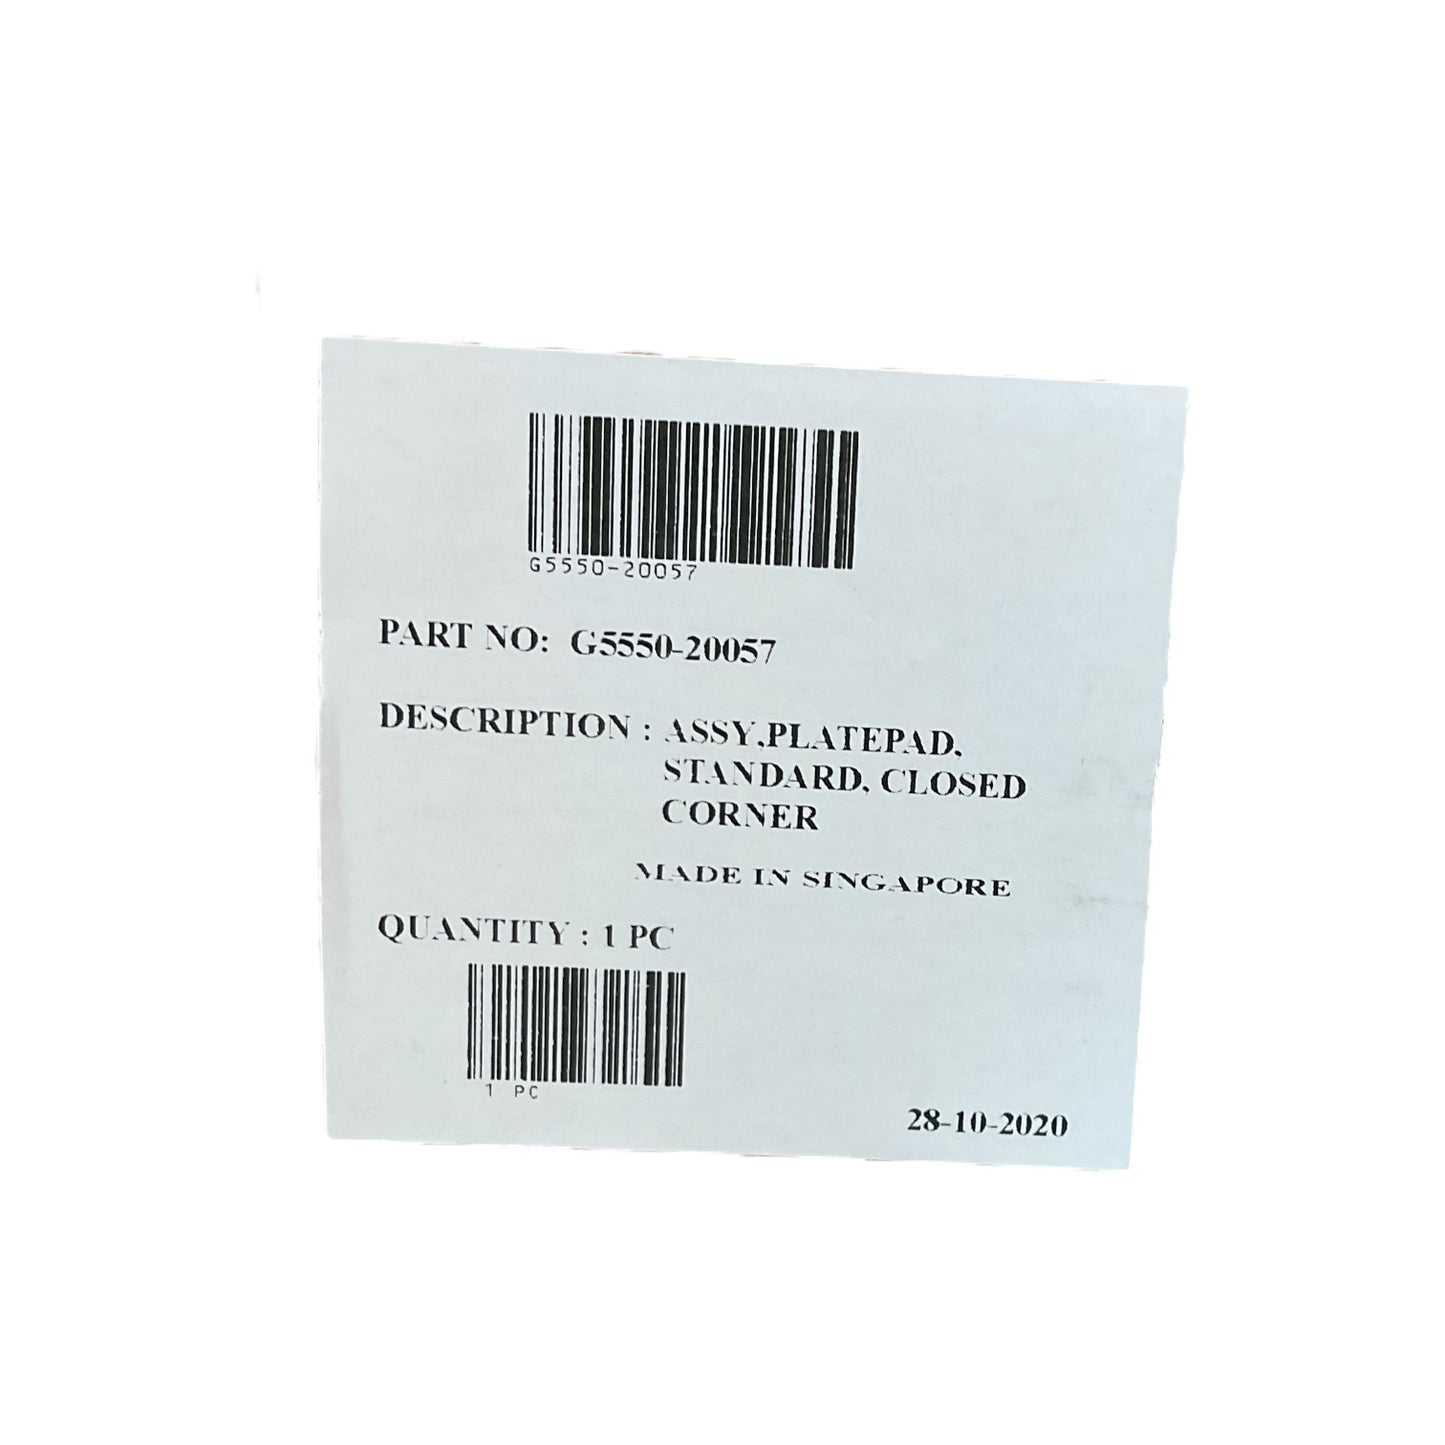 G5550-20057
PART NO: G5550-20057
DESCRIPTION : ASSY,PLATEPAD,
STANDARD, CLOSED
CORNER
MADE IN SINGAPORE
QUANTITY : 1 PC
1 PC
28-10-2020